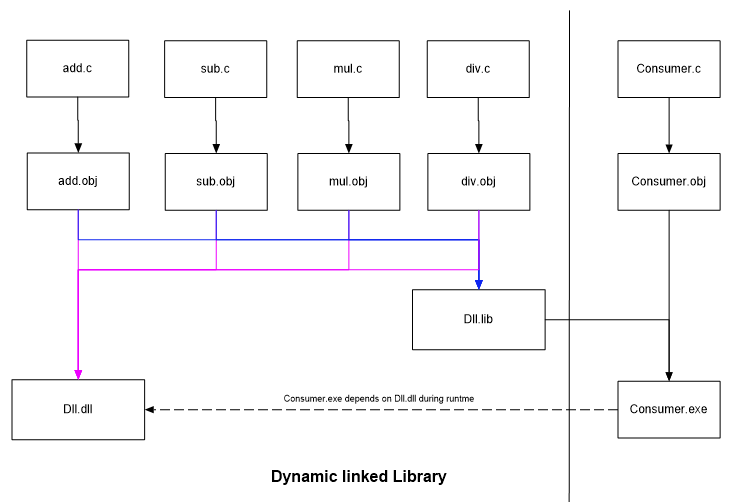 add.c
sub.c
mul.c
div.c
Consumer.c
add.obj
sub.obj
mul.obj
div.obj
Consumer.obj
Dll.lib
Dll.dll
Consumer.exe depends on Dll.dll during runtme
Consumer.exe
Dynamic linked Library